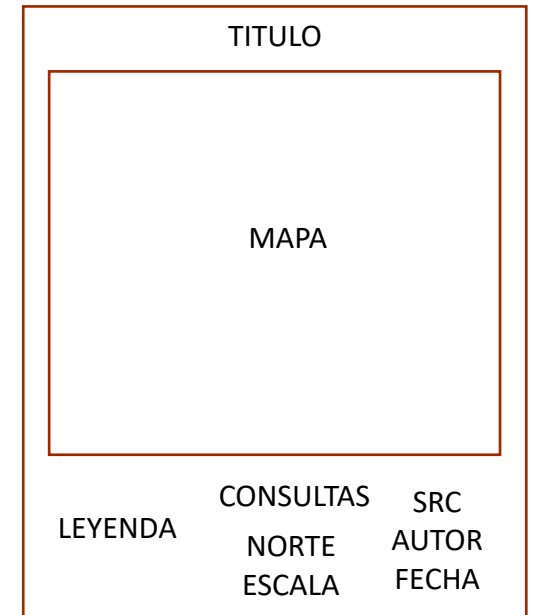 TITULO
MAPA
LEYENDA
CONSULTAS
NORTE
ESCALA
SRC
AUTOR
FECHA